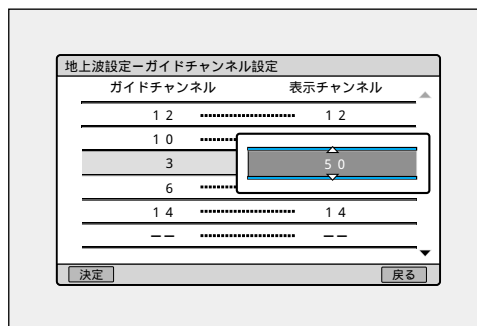 地上波設定ーガイドチャンネル設定
ガイドチャンネル 表示チャンネル
12 12
10
3 50
6
14 14
ーー ーー
決定 戻る